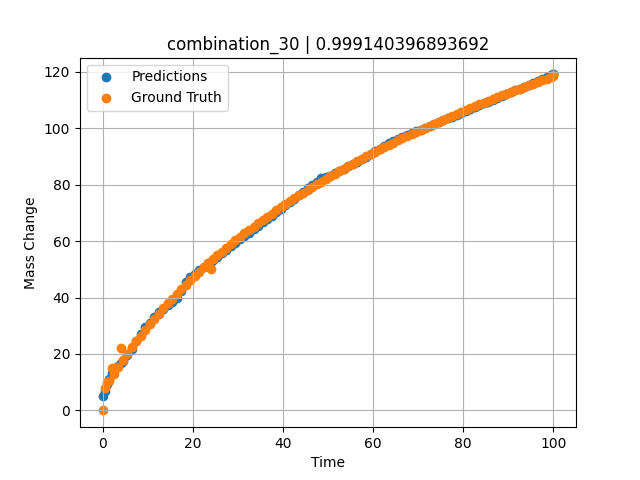 combination_30 | 0.999140396893692
Predictions
Ground Truth
Mass Change
120
100
80
60
40
20
0
0 20 40 60 80 100
Time